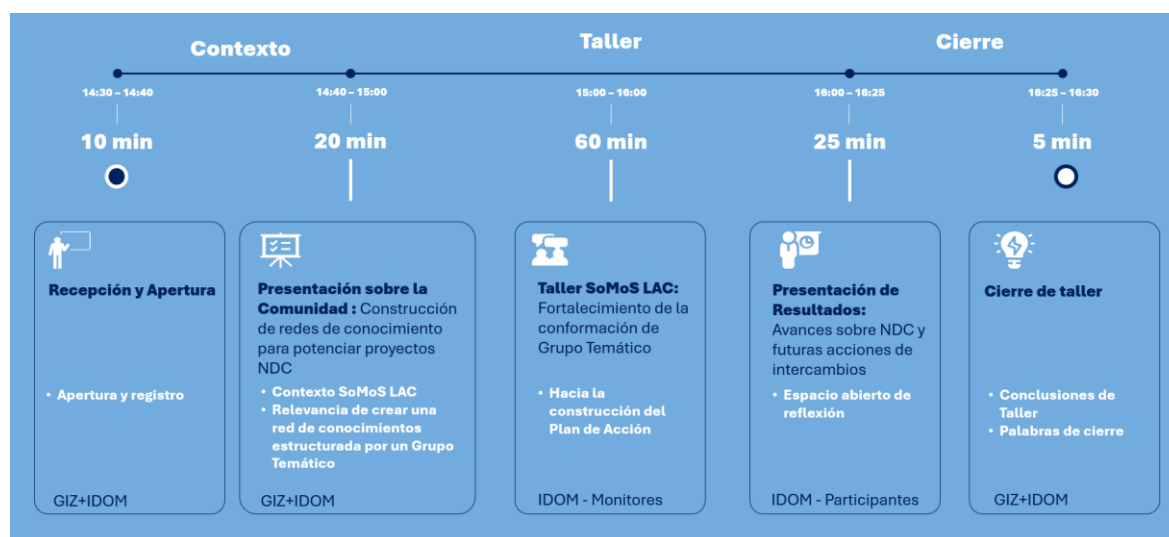 Contexto
Taller
Cierre
14:30 – 14:40
14:40 – 15:00
15:00 – 16:00
16:00 – 16:25
16:25 – 16:30
10 min
20 min
60 min
25 min
5 min
Recepción y Apertura
• Apertura y registro
GIZ+IDOM
Presentación sobre la
Comunidad : Construcción
de redes de conocimiento
para potenciar proyectos
NDC
• Contexto SoMoS LAC
• Relevancia de crear una
red de conocimientos
estructurada por un Grupo
Temático
GIZ+IDOM
Taller SoMoS LAC:
Fortalecimiento de la
conformación de
Grupo Temático
• Hacia la
construcción del
Plan de Acción
IDOM - Monitores
Presentación de
Resultados:
Avances sobre NDC y
futuras acciones de
intercambios
• Espacio abierto de
reflexión
IDOM - Participantes
Cierre de taller
• Conclusiones de
Taller
• Palabras de cierre
GIZ+IDOM